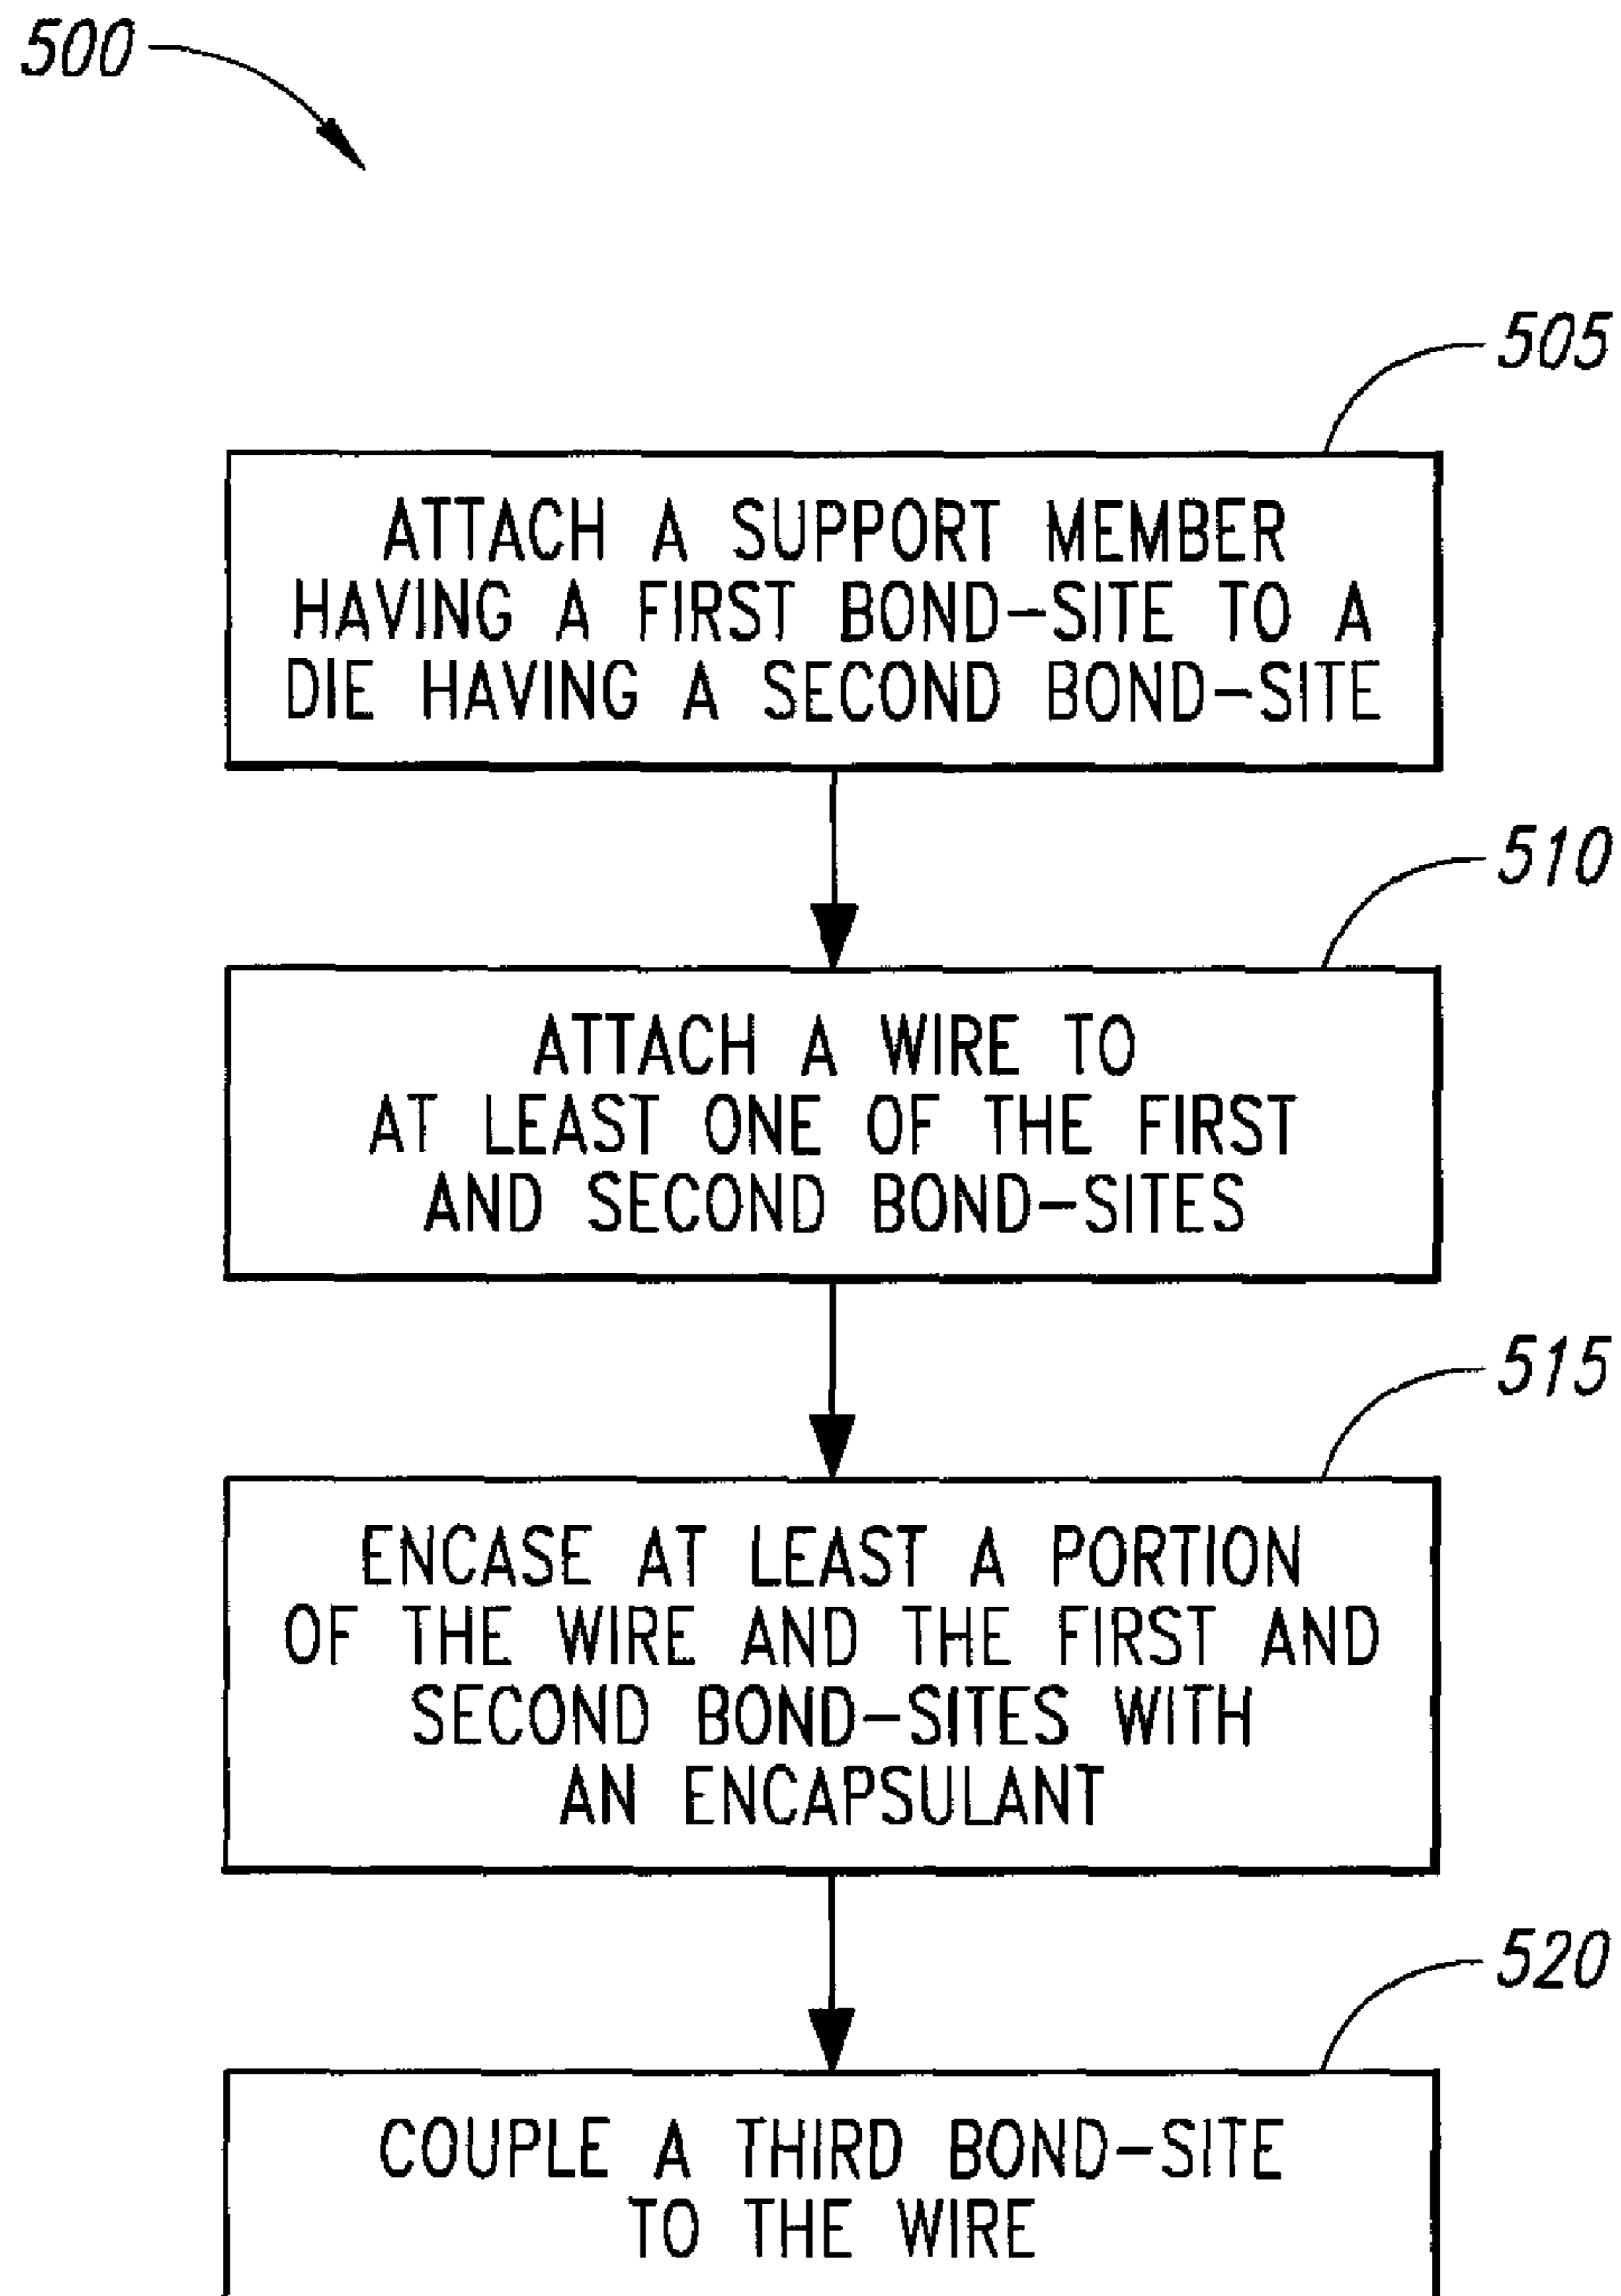 500
505
ATTACH A SUPPORT MEMBER
HAVING A FIRST BOND-SITE TO A
DIE HAVING A SECOND BOND-SITE
510
ATTACH A WIRE TO
AT LEAST ONE OF THE FIRST
AND SECOND BOND-SITES
515
ENCASE AT LEAST A PORTION
OF THE WIRE AND THE FIRST AND
SECOND BOND-SITES WITH
AN ENCAPSULANT
520
COUPLE A THIRD BOND-SITE
TO THE WIRE